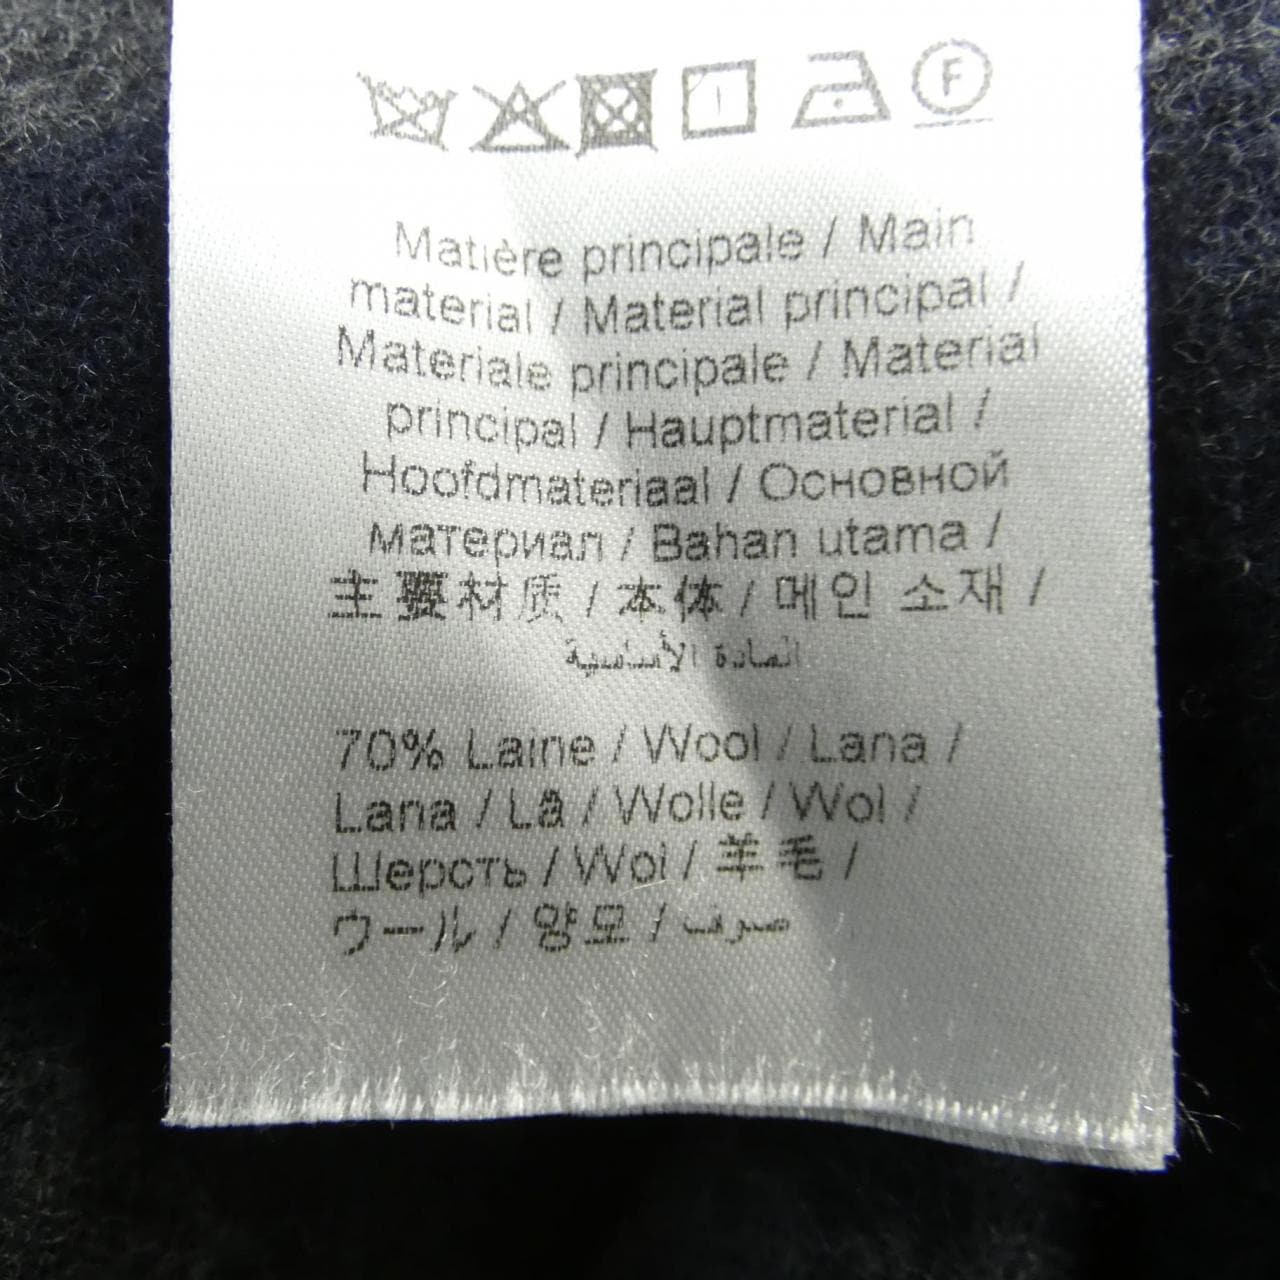 F
Matière principale / Main
material / Material principal /
Materiale principale / Material
principal / Hauptmaterial /
Hoofdmateriaal / Основной
материал / Bahan utama /
主要材质 / 本体 / 메인 소재 /
المادة الأساسية
70% Laine / Wool / Lana /
Lana / Lã / Wolle / Wol /
Шерсть / Wol / 羊毛 /
ウール / 양모 / صوف